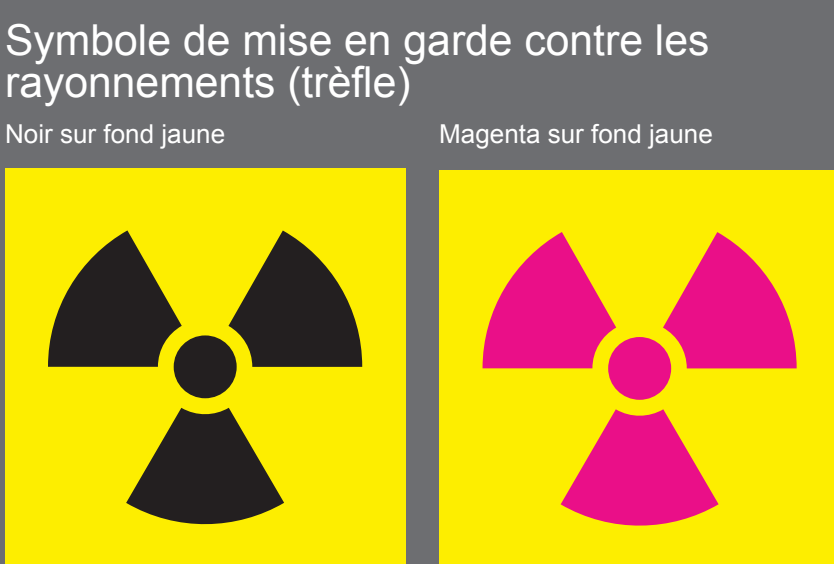 Symbole de mise en garde contre les
rayonnements (trèfle)
Noir sur fond jaune
Magenta sur fond jaune